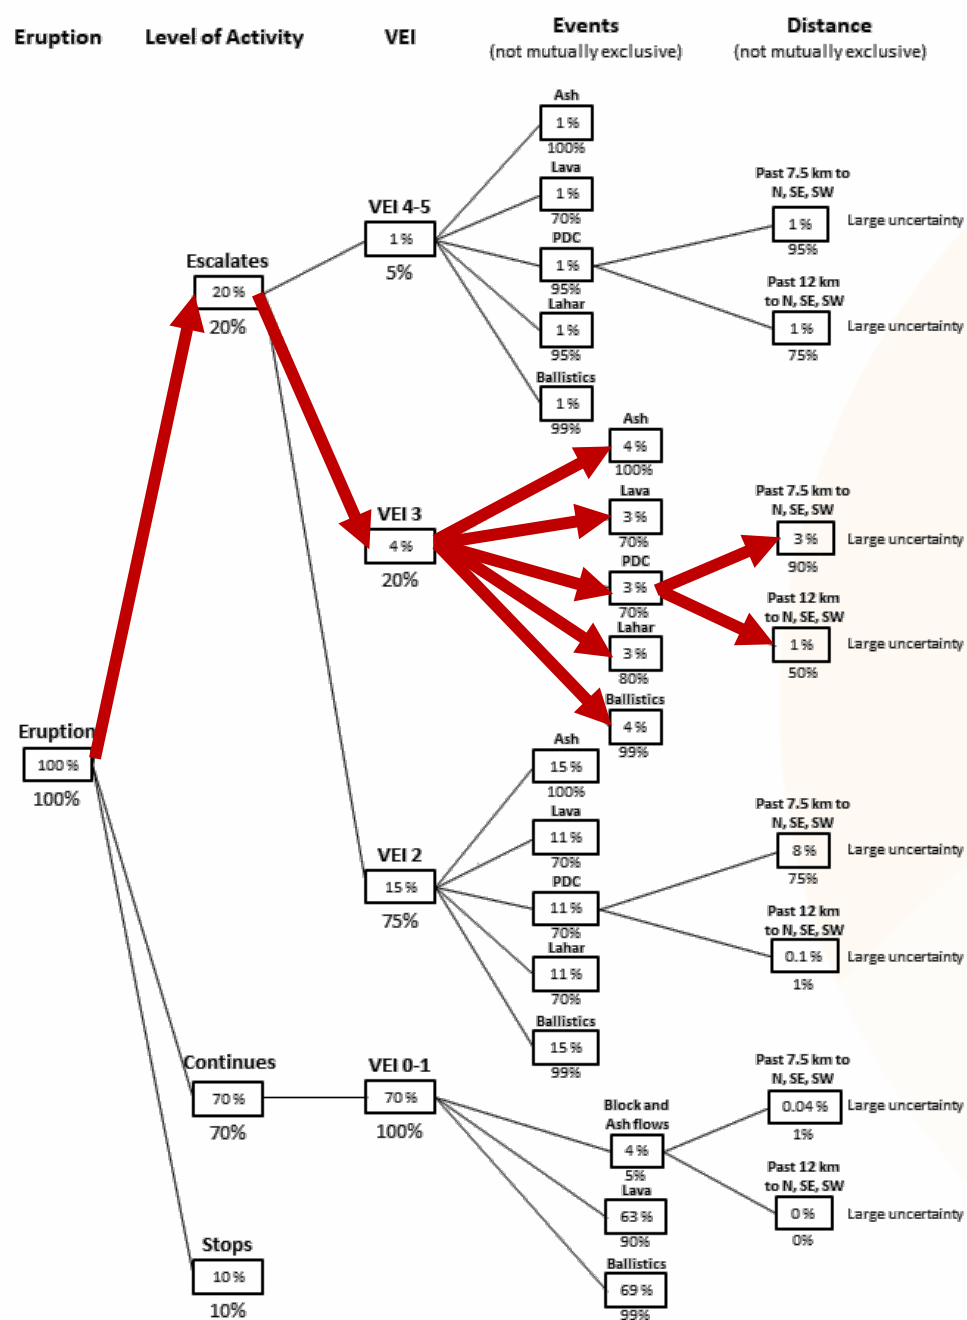 Eruption
Level of Activity
VEI
Events
(not mutually exclusive)
Distance
(not mutually exclusive)
Ash
1%
100%
Lava
1%
70%
PDC
1%
95%
Lahar
1%
95%
Ballistics
1%
99%
Past 7.5 km to
N, SE, SW
1%
95%
Large uncertainty
Past 12 km
to N, SE, SW
1%
75%
Large uncertainty
VEI 4-5
1%
5%
Escalates
20%
20%
Ash
4%
100%
Lava
3%
70%
PDC
3%
70%
Lahar
3%
80%
Ballistics
4%
99%
Past 7.5 km to
N, SE, SW
3%
90%
Large uncertainty
Past 12 km
to N, SE, SW
1%
50%
Large uncertainty
VEI 3
4%
20%
Eruption
100%
100%
Ash
15%
100%
Lava
11%
70%
PDC
11%
70%
Lahar
11%
70%
Ballistics
15%
99%
Past 7.5 km to
N, SE, SW
8%
75%
Large uncertainty
Past 12 km
to N, SE, SW
0.1%
1%
Large uncertainty
VEI 2
15%
75%
Continues
70%
70%
VEI 0-1
70%
100%
Block and
Ash flows
4%
5%
Lava
63%
90%
Ballistics
69%
99%
Past 7.5 km to
N, SE, SW
0.04%
1%
Large uncertainty
Past 12 km
to N, SE, SW
0%
0%
Large uncertainty
Stops
10%
10%